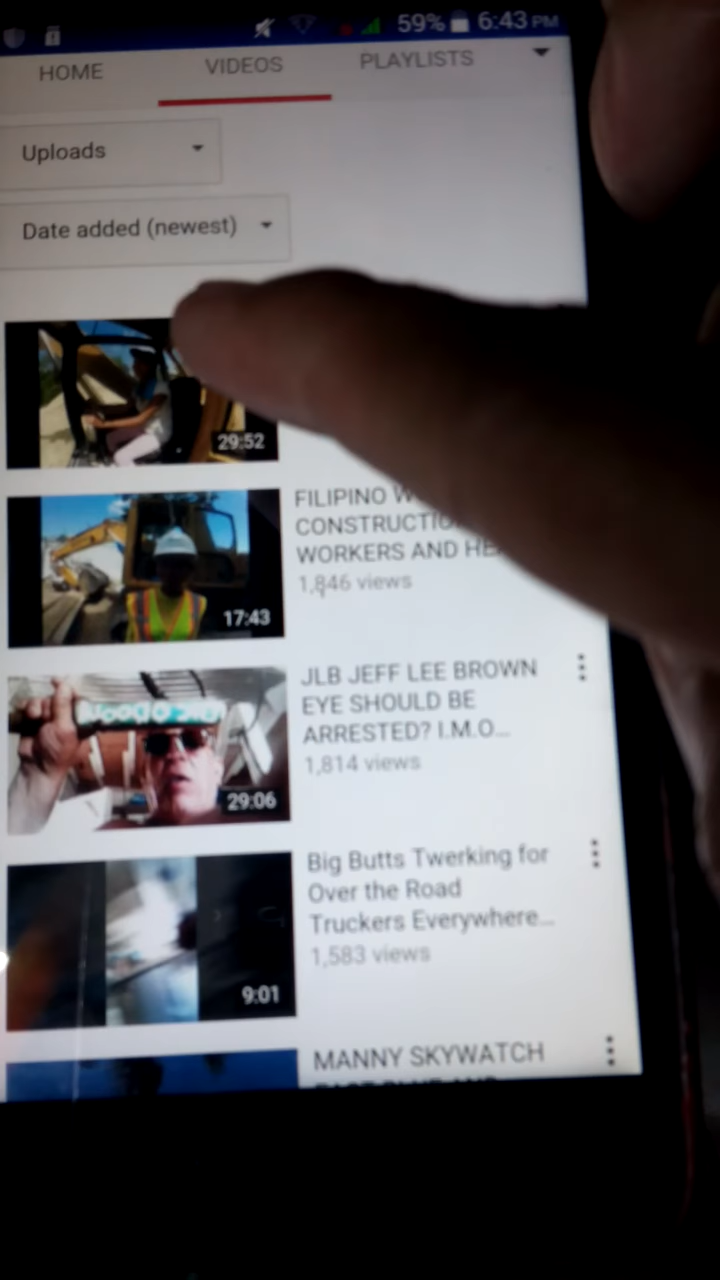 59% 6:43 PM
HOME VIDEOS PLAYLISTS
Uploads
Date added (newest)
29:52
FILIPINO
CONSTRUCTIO
WORKERS AND
1,846 views
17:43
JLB JEFF LEE BROWN
EYE SHOULD BE
ARRESTED? I.M.O...
1,814 views
29:06
Big Butts Twerking for
Over the Road
Truckers Everywhere...
1,583 views
9:01
MANNY SKYWATCH